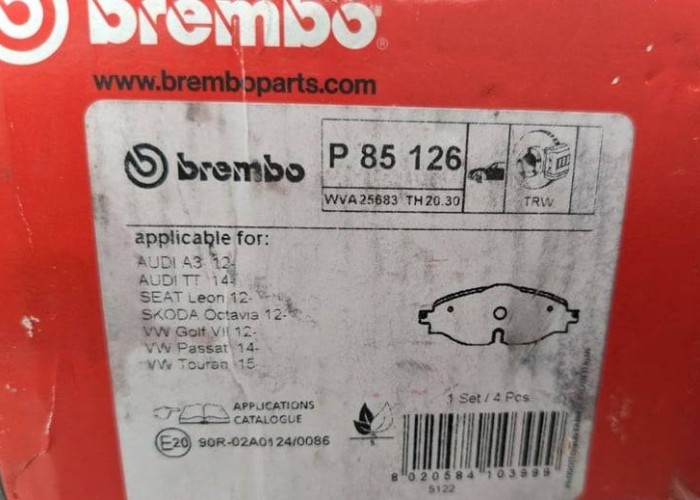 brembo®
www.bremboparts.com
brembo
P 85 126
WVA 25683 TH 20.30
TRW
applicable for:
AUDI A3 12-
AUDI TT 14-
SEAT Leon 12-
SKODA Octavia 12-
VW Golf VII 12-
VW Passat 14-
VW Touran 15
1 Set / 4 Pcs
APPLICATIONS
CATALOGUE
E20 90R-02A0124/0086
8 020584 103999
5122